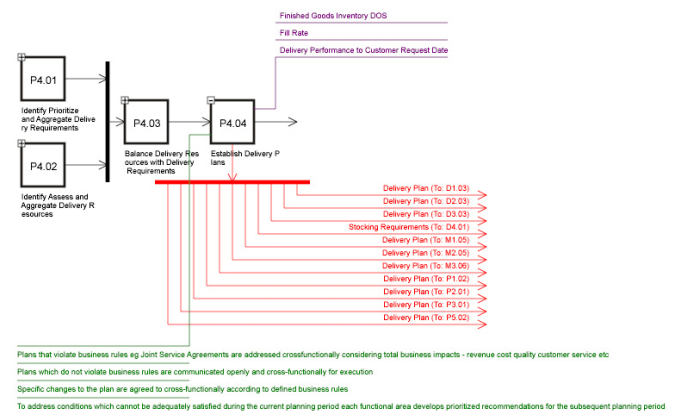 Finished Goods Inventory DOS
Fill Rate
Delivery Performance to Customer Request Date
P4.01
Identify Prioritize
and Aggregate Delive
ry Requirements
P4.02
Identify Assess and
Aggregate Delivery R
esources
P4.03
Balance Delivery Res
ources with Delivery
Requirements
P4.04
Establish Delivery P
lans
Delivery Plan (To: D1.03)
Delivery Plan (To: D2.03)
Delivery Plan (To: D3.03)
Stocking Requirements (To: D4.01)
Delivery Plan (To: M1.05)
Delivery Plan (To: M2.05)
Delivery Plan (To: M3.06)
Delivery Plan (To: P1.02)
Delivery Plan (To: P2.01)
Delivery Plan (To: P3.01)
Delivery Plan (To: P5.02)
Plans that violate business rules eg Joint Service Agreements are addressed crossfunctionally considering total business impacts - revenue cost quality customer service etc
Plans which do not violate business rules are communicated openly and cross-functionally for execution
Specific changes to the plan are agreed to cross-functionally according to defined business rules
To address conditions which cannot be adequately satisfied during the current planning period each functional area develops prioritized recommendations for the subsequent planning period